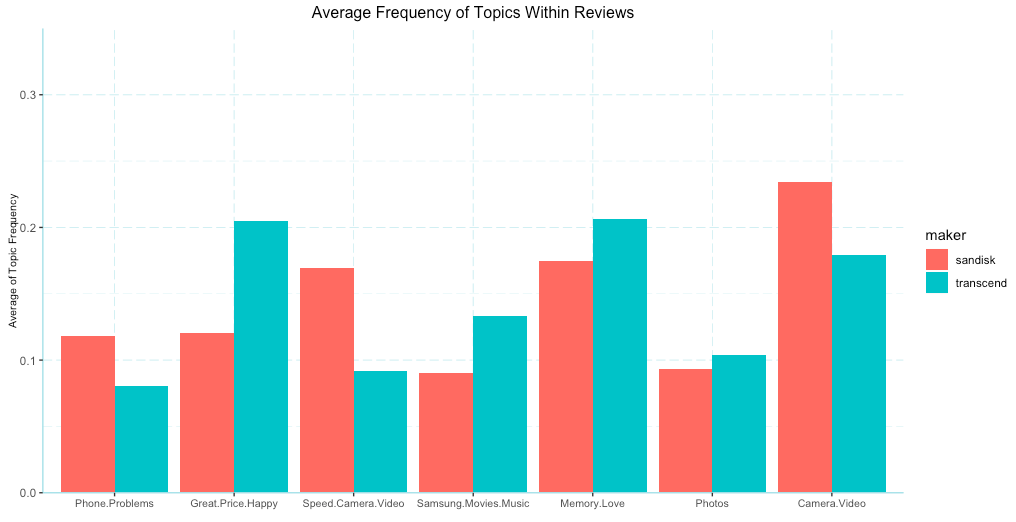 Average Frequency of Topics Within Reviews
Average of Topic Frequency
0.3
0.2
0.1
0.0
Phone.Problems Great.Price.Happy Speed.Camera.Video Samsung.Movies.Music Memory.Love Photos Camera.Video
maker
sandisk
transcend